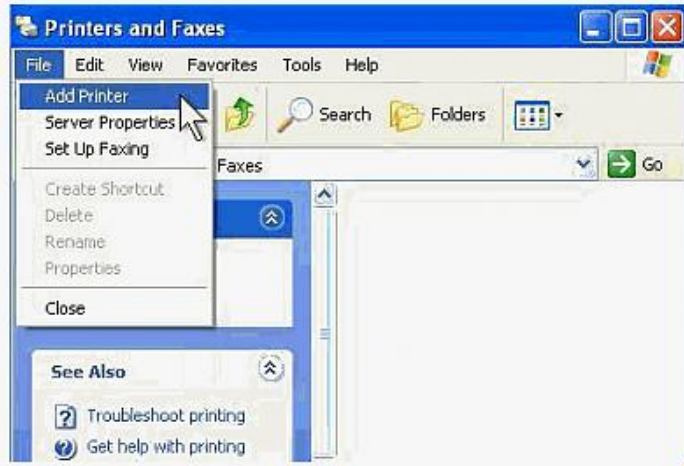 Printers and Faxes
File Edit View Favorites Tools Help
Add Printer
Server Properties
Set Up Faxing
Create Shortcut
Delete
Rename
Properties
Close
Search Folders
Faxes Go
See Also
Troubleshoot printing
Get help with printing